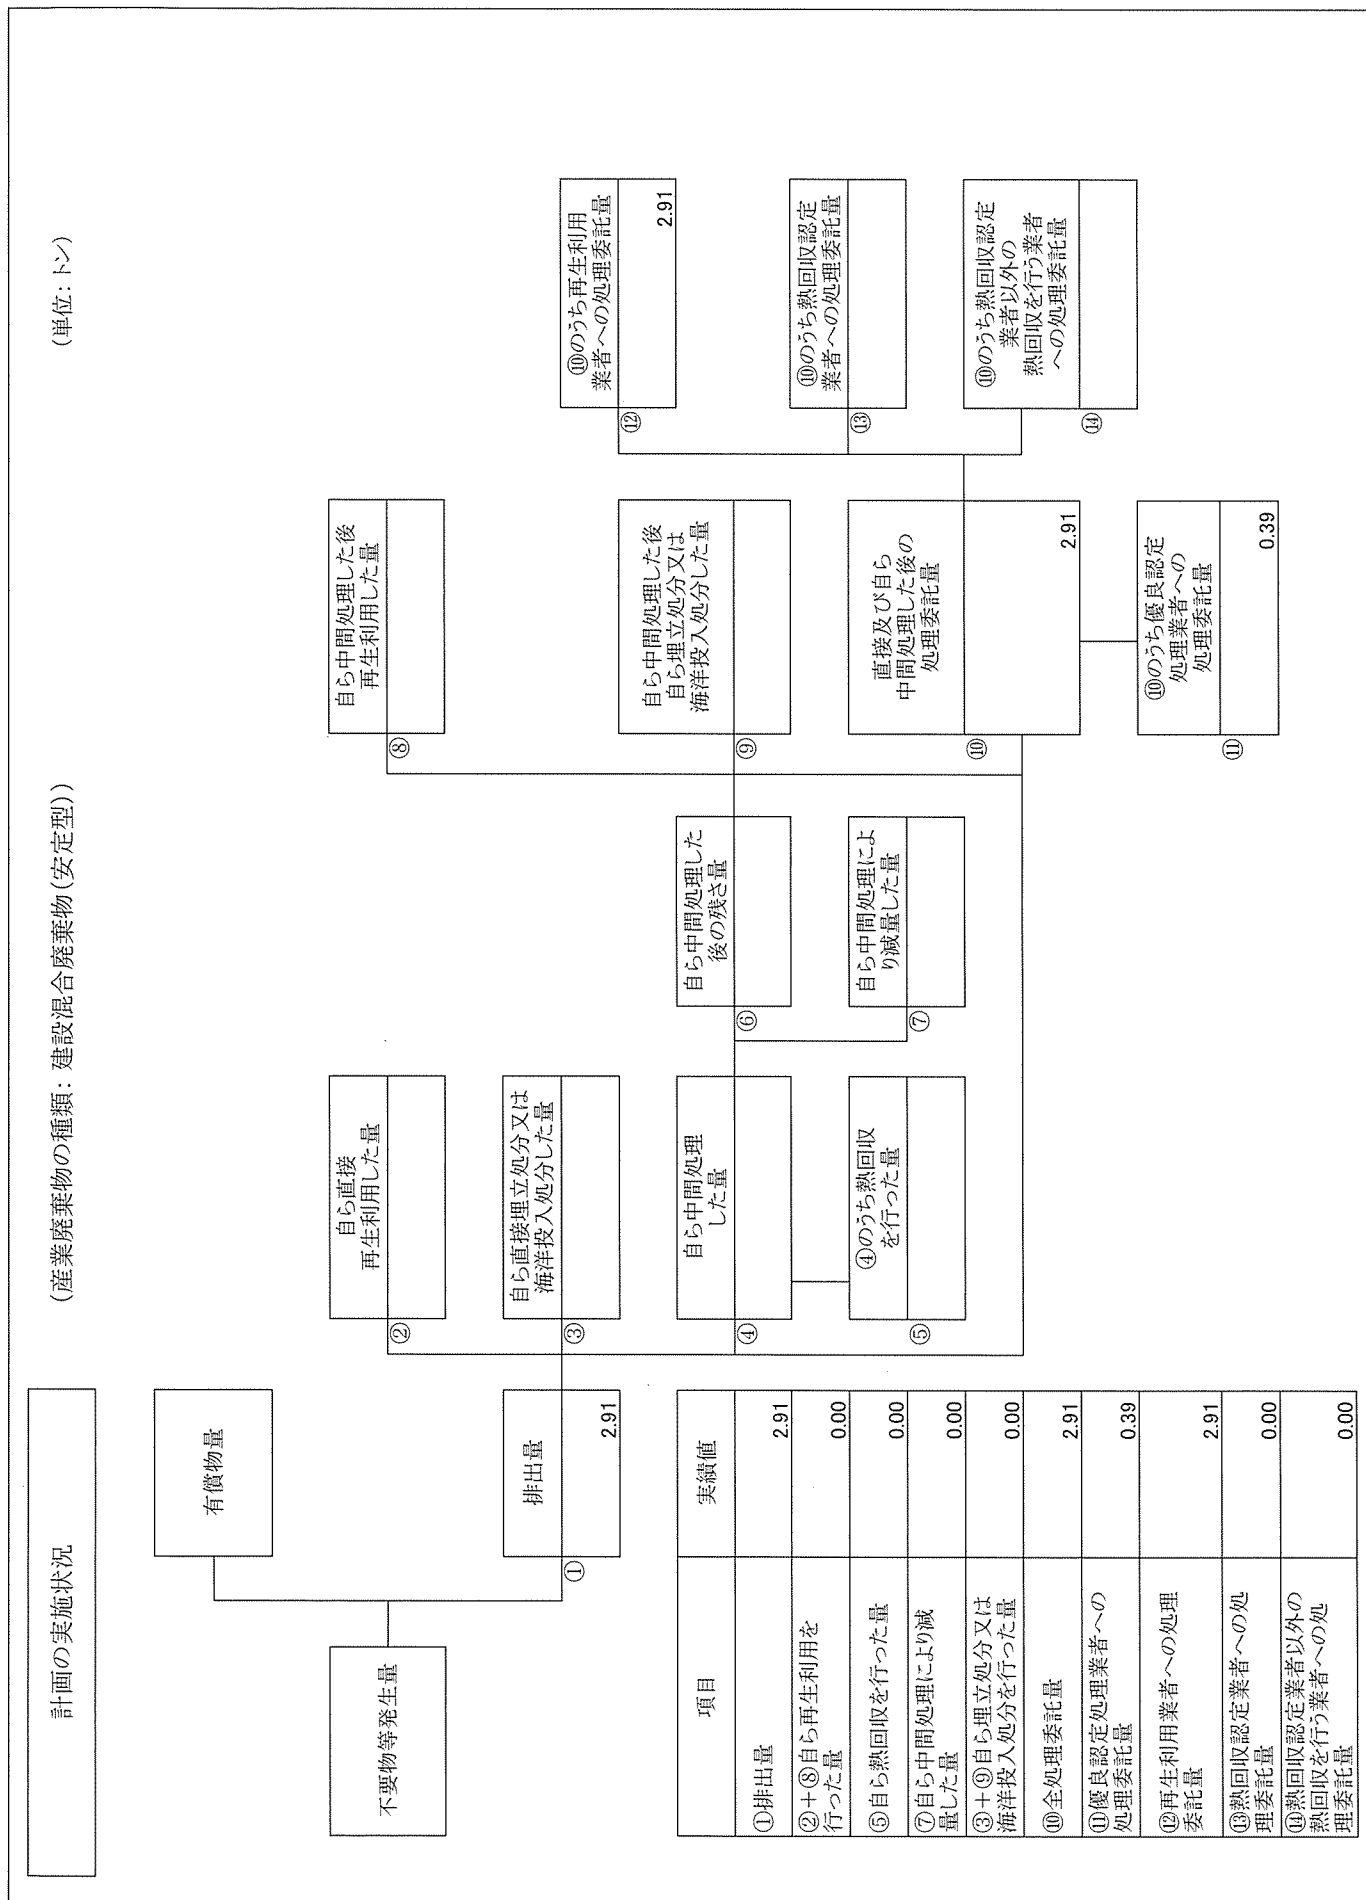 計画の実施状況
(産業廃棄物の種類: 建設混合廃棄物(安定型))
(単位: トン)
不要物等発生量
有償物量
①
排出量
2.91
②
自ら直接
再生利用した量
③
自ら直接埋立処分又は
海洋投入処分した量
④
自ら中間処理
した量
⑤
④のうち熱回収
を行った量
⑥
自ら中間処理した
後の残さ量
⑦
自ら中間処理によ
り減量した量
⑧
自ら中間処理した後
再生利用した量
⑨
自ら中間処理した後
自ら埋立処分又は
海洋投入処分した量
⑩
直接及び自ら
中間処理した後の
処理委託量
2.91
⑪
⑩のうち優良認定
処理業者への
処理委託量
0.39
⑫
⑩のうち再生利用
業者への処理委託量
2.91
⑬
⑩のうち熱回収認定
業者への処理委託量
⑭
⑩のうち熱回収認定
業者以外の
熱回収を行う業者
への処理委託量
項目 実績値
①排出量 2.91
②+⑧自ら再生利用を
行った量 0.00
⑤自ら熱回収を行った量 0.00
⑦自ら中間処理により減
量した量 0.00
③+⑨自ら埋立処分又は
海洋投入処分を行った量 0.00
⑩全処理委託量 2.91
⑪優良認定処理業者への
処理委託量 0.39
⑫再生利用業者への処理
委託量 2.91
⑬熱回収認定業者への処
理委託量 0.00
⑭熱回収認定業者以外の
熱回収を行う業者への処
理委託量 0.00